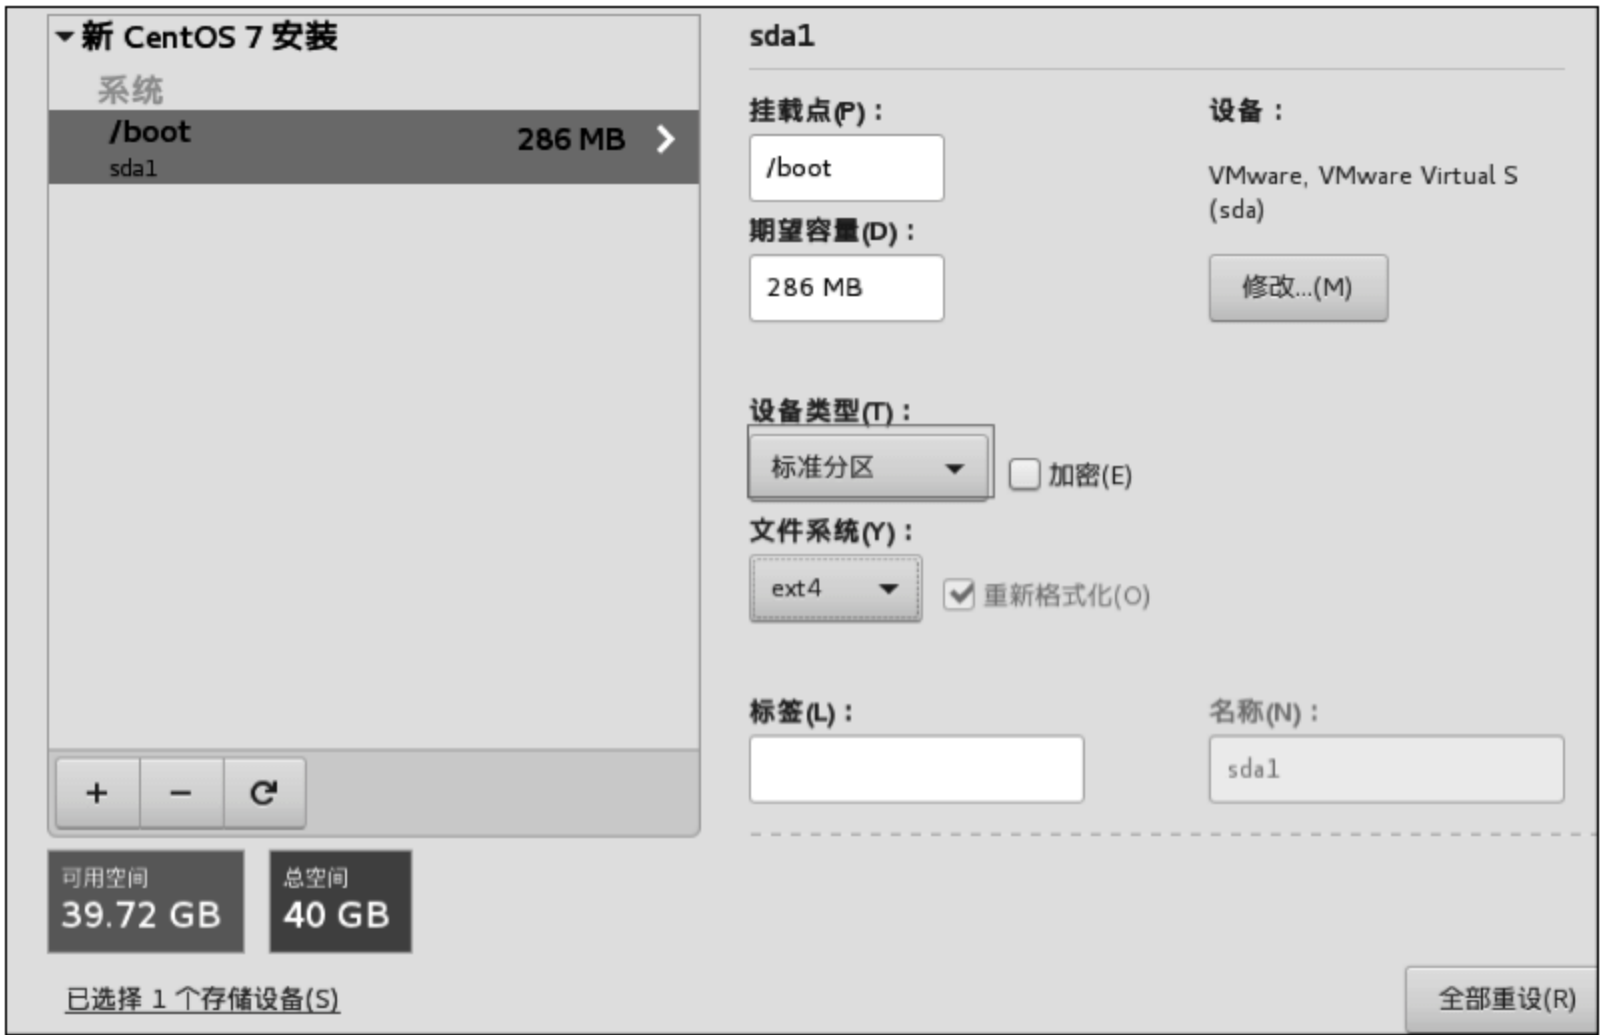 新 CentOS 7 安装
系统
/boot
286 MB
sda1
sda1
挂载点(P)：
/boot
期望容量(D)：
286 MB
设备：
VMware, VMware Virtual S
(sda)
修改...(M)
设备类型(T)：
标准分区
加密(E)
文件系统(Y)：
ext4
重新格式化(O)
标签(L)：
名称(N)：
sda1
+
−
可用空间
39.72 GB
总空间
40 GB
已选择 1 个存储设备(S)
全部重设(R)